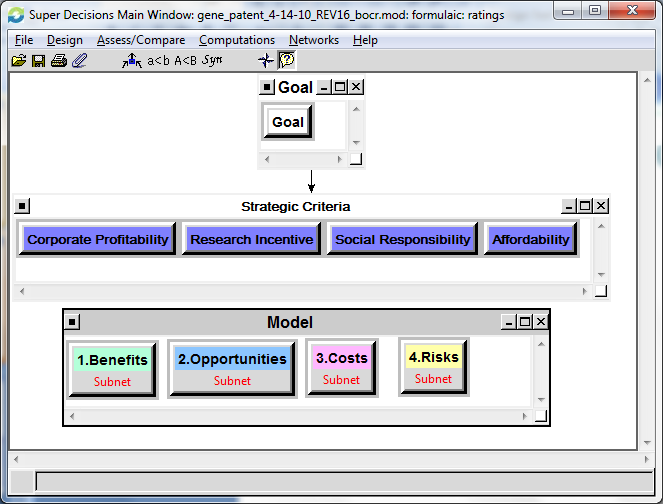 Super Decisions Main Window: gene_patent_4-14-10_REV16_bocr.mod: formulaic: ratings
File Design Assess/Compare Computations Networks Help
a<b A<B Syn
Goal
Goal
Strategic Criteria
Corporate Profitability Research Incentive Social Responsibility Affordability
Model
1.Benefits 2.Opportunities 3.Costs 4.Risks
Subnet Subnet Subnet Subnet